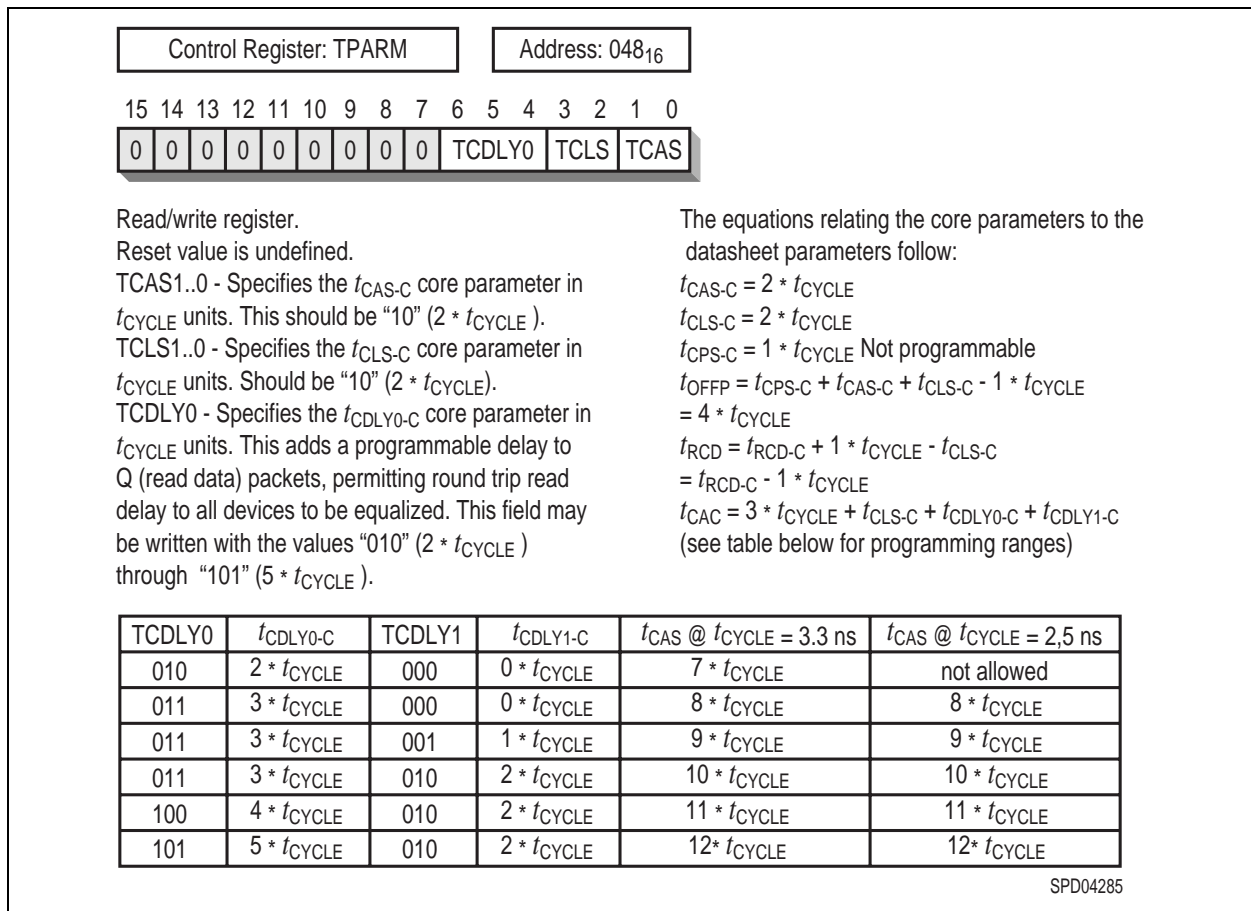 Control Register: TPARM
Address: 048₁₆
15 14 13 12 11 10 9 8 7 6 5 4 3 2 1 0
0 0 0 0 0 0 0 0 0 TCDLY0 TCLS TCAS
Read/write register.
Reset value is undefined.
TCAS1..0 - Specifies the tCAS-C core parameter in
tCYCLE units. This should be “10” (2 * tCYCLE ).
TCLS1..0 - Specifies the tCLS-C core parameter in
tCYCLE units. Should be “10” (2 * tCYCLE).
TCDLY0 - Specifies the tCDLY0-C core parameter in
tCYCLE units. This adds a programmable delay to
Q (read data) packets, permitting round trip read
delay to all devices to be equalized. This field may
be written with the values “010” (2 * tCYCLE )
through “101” (5 * tCYCLE ).
The equations relating the core parameters to the
datasheet parameters follow:
tCAS-C = 2 * tCYCLE
tCLS-C = 2 * tCYCLE
tCPS-C = 1 * tCYCLE Not programmable
tOFFP = tCPS-C + tCAS-C + tCLS-C - 1 * tCYCLE
= 4 * tCYCLE
tRCD = tRCD-C + 1 * tCYCLE - tCLS-C
= tRCD-C - 1 * tCYCLE
tCAC = 3 * tCYCLE + tCLS-C + tCDLY0-C + tCDLY1-C
(see table below for programming ranges)
TCDLY0 tCDLY0-C TCDLY1 tCDLY1-C tCAS @ tCYCLE = 3.3 ns tCAS @ tCYCLE = 2,5 ns
010 2 * tCYCLE 000 0 * tCYCLE 7 * tCYCLE not allowed
011 3 * tCYCLE 000 0 * tCYCLE 8 * tCYCLE 8 * tCYCLE
011 3 * tCYCLE 001 1 * tCYCLE 9 * tCYCLE 9 * tCYCLE
011 3 * tCYCLE 010 2 * tCYCLE 10 * tCYCLE 10 * tCYCLE
100 4 * tCYCLE 010 2 * tCYCLE 11 * tCYCLE 11 * tCYCLE
101 5 * tCYCLE 010 2 * tCYCLE 12* tCYCLE 12* tCYCLE
SPD04285